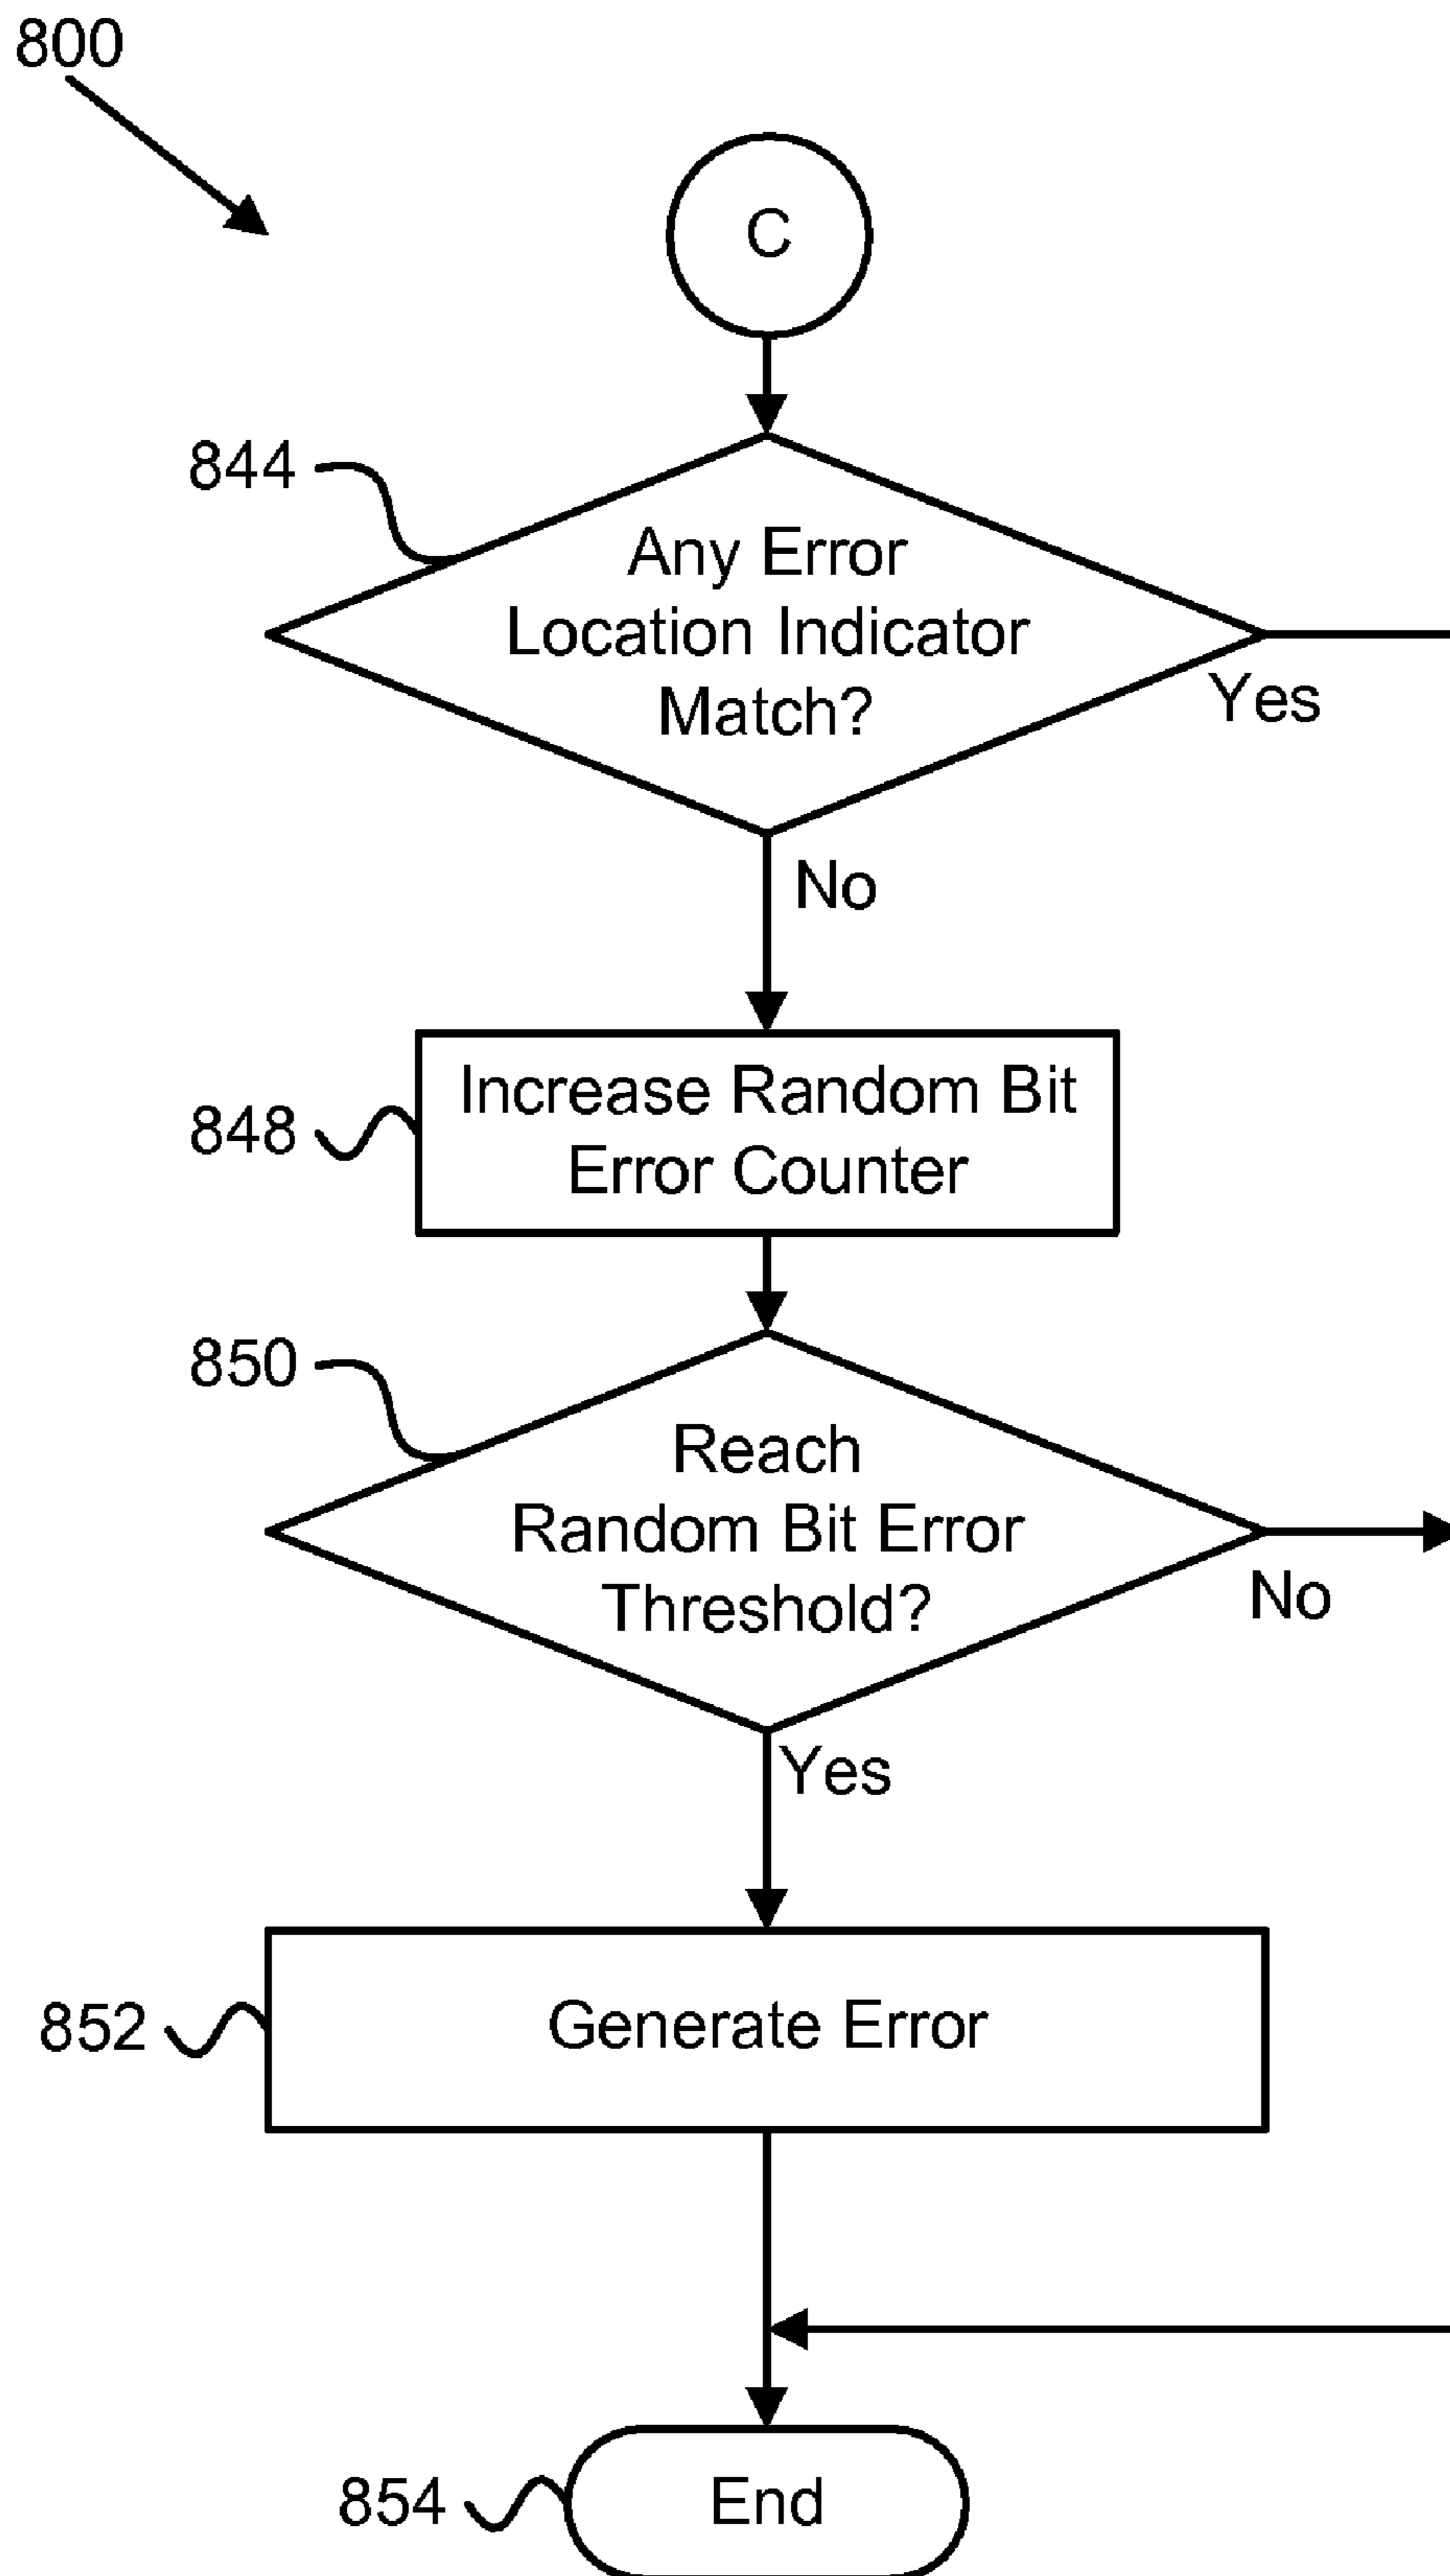 800
C
844
Any Error
Location Indicator
Match?
Yes
No
848
Increase Random Bit
Error Counter
850
Reach
Random Bit Error
Threshold?
No
Yes
852
Generate Error
854
End